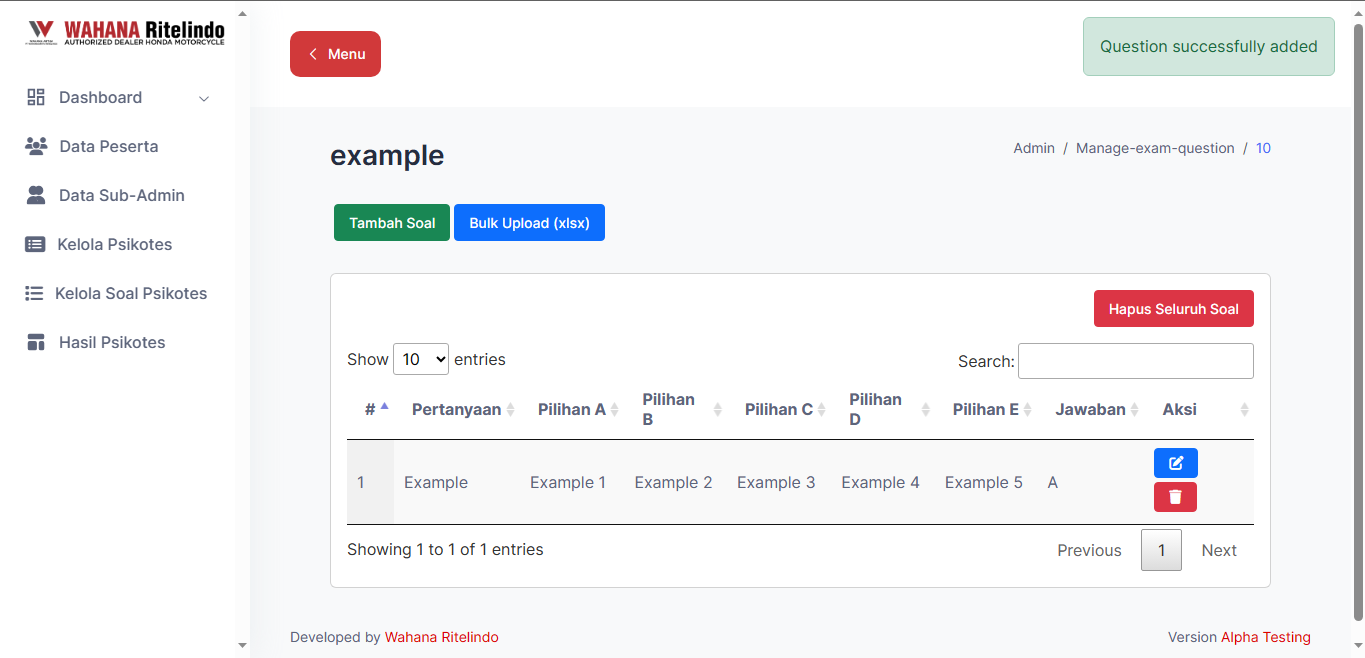 WAHANA Ritelindo
AUTHORIZED DEALER HONDA MOTORCYCLE
Menu
Question successfully added
Dashboard
Data Peserta
Data Sub-Admin
Kelola Psikotes
Kelola Soal Psikotes
Hasil Psikotes
example
Admin / Manage-exam-question / 10
Tambah Soal
Bulk Upload (xlsx)
Hapus Seluruh Soal
Show 10 entries
Search:
# Pertanyaan Pilihan A Pilihan B Pilihan C Pilihan D Pilihan E Jawaban Aksi
1 Example Example 1 Example 2 Example 3 Example 4 Example 5 A
Showing 1 to 1 of 1 entries
Previous 1 Next
Developed by Wahana Ritelindo
Version Alpha Testing